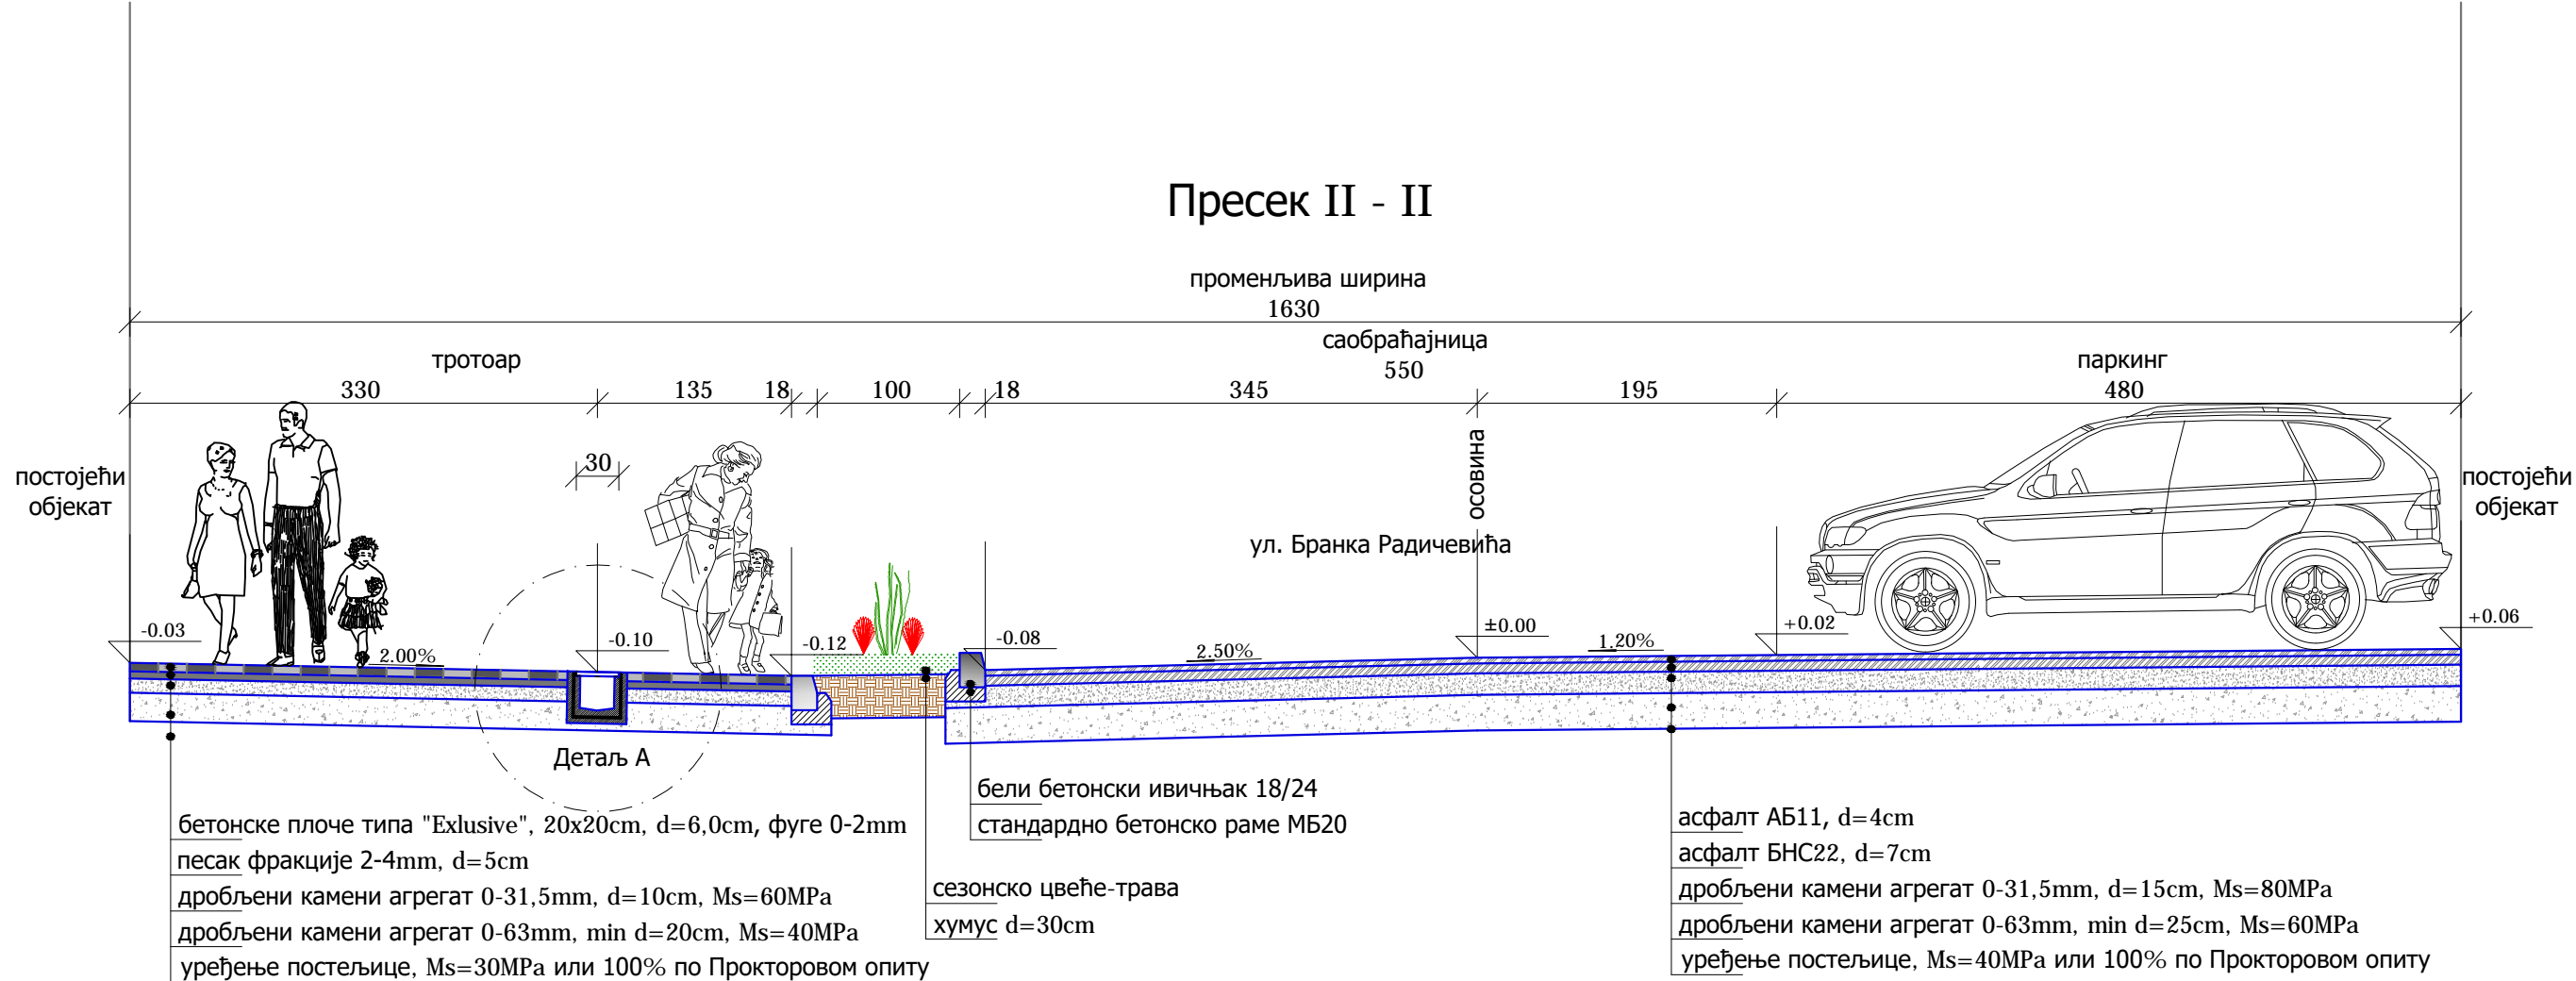 Пресек II - II
променљива ширина
1630
саобраћајница
550
тротоар
паркинг
330
135
18
100
18
345
195
480
30
осовина
постојећи
објекат
постојећи
објекат
ул. Бранка Радичевића
-0.03
2.00%
-0.10
-0.12
-0.08
2.50%
±0.00
1.20%
+0.02
+0.06
Детаљ А
бели бетонски ивичњак 18/24
стандардно бетонско раме МБ20
бетонске плоче типа "Exlusive", 20x20cm, d=6,0cm, фуге 0-2mm
песак фракције 2-4mm, d=5cm
дробљени камени агрегат 0-31,5mm, d=10cm, Ms=60MPa
дробљени камени агрегат 0-63mm, min d=20cm, Ms=40MPa
уређење постељице, Ms=30MPa или 100% по Прокторовом опиту
сезонско цвеће-трава
хумус d=30cm
асфалт АБ11, d=4cm
асфалт БНС22, d=7cm
дробљени камени агрегат 0-31,5mm, d=15cm, Ms=80MPa
дробљени камени агрегат 0-63mm, min d=25cm, Ms=60MPa
уређење постељице, Ms=40MPa или 100% по Прокторовом опиту